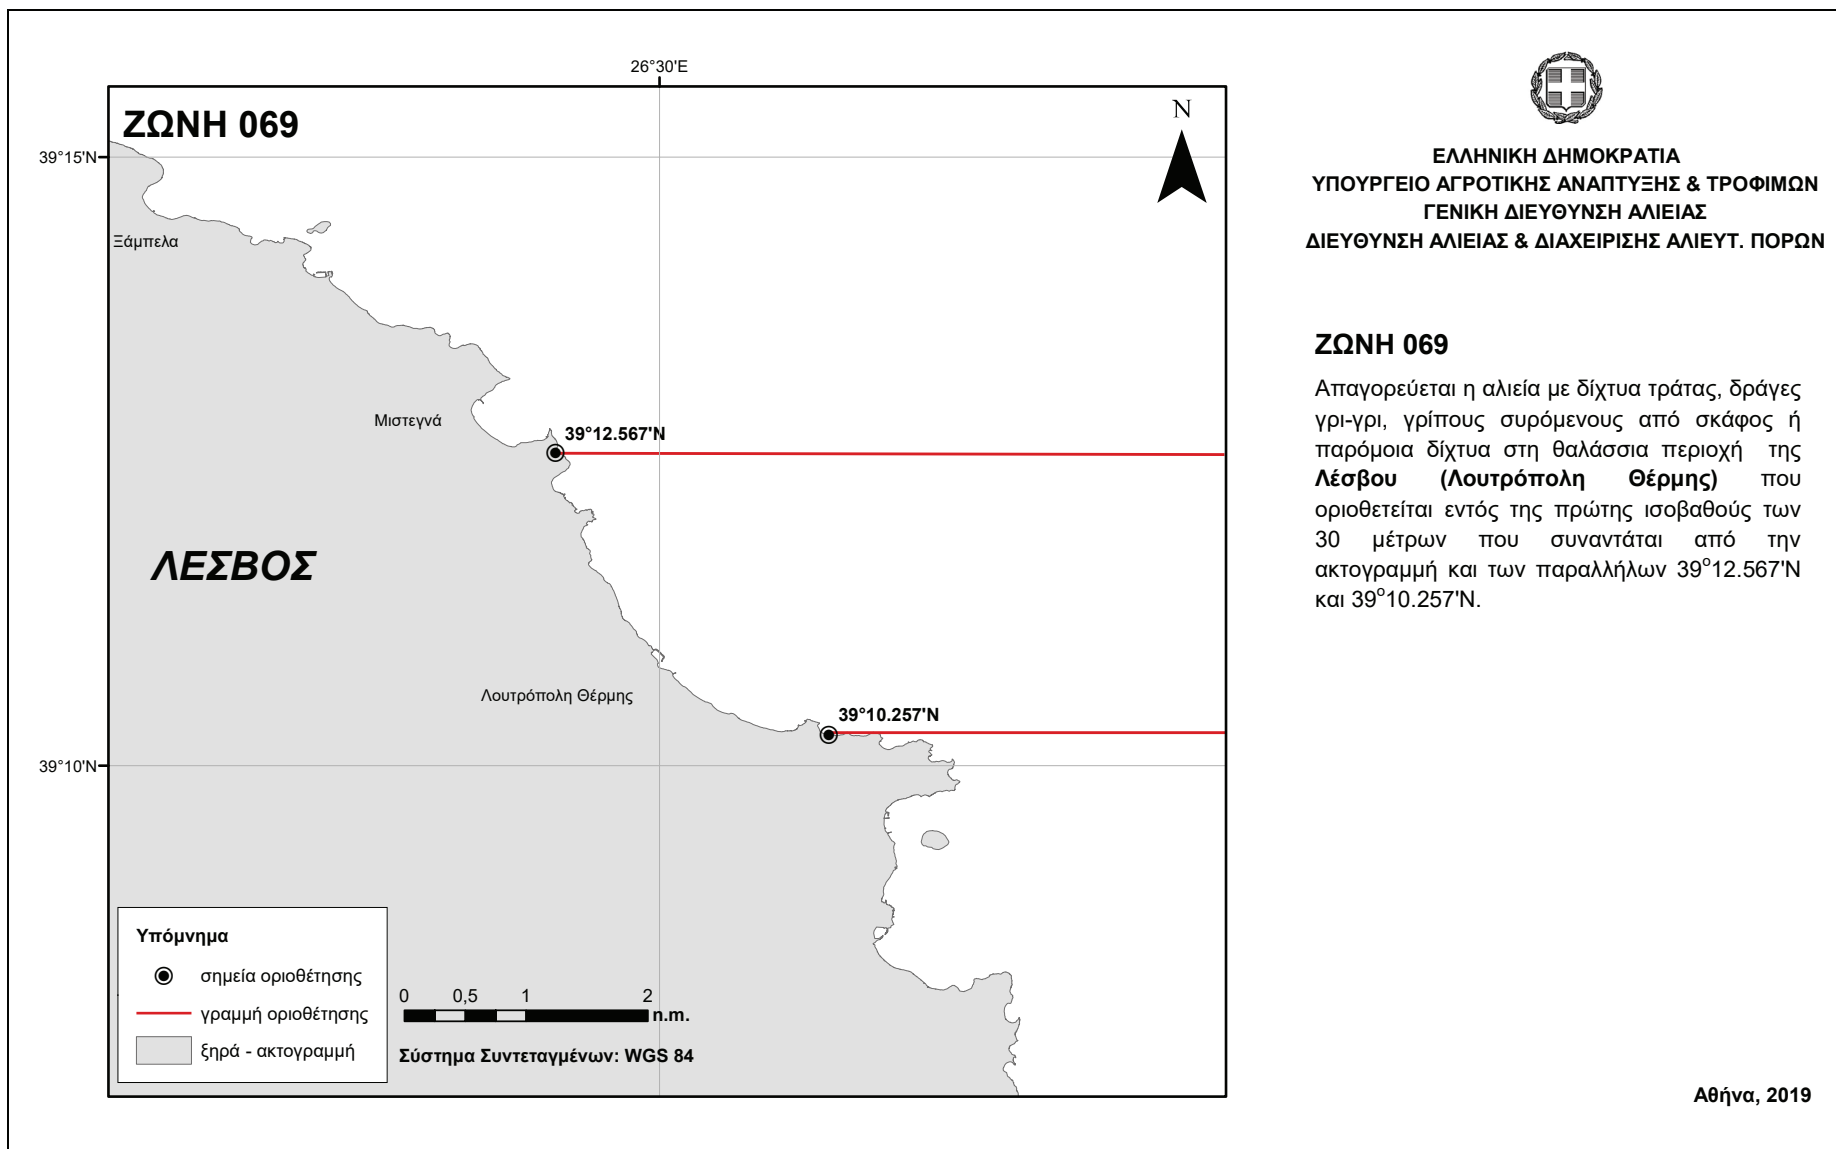 26°30'E
ΖΩΝΗ 069
N
39°15'N
Ξάμπελα
Μιστεγνά
39°12.567'N
ΛΕΣΒΟΣ
Λουτρόπολη Θέρμης
39°10.257'N
39°10'N
Υπόμνημα
σημεία οριοθέτησης
γραμμή οριοθέτησης
ξηρά - ακτογραμμή
0 0,5 1 2
n.m.
Σύστημα Συντεταγμένων: WGS 84
ΕΛΛΗΝΙΚΗ ΔΗΜΟΚΡΑΤΙΑ
ΥΠΟΥΡΓΕΙΟ ΑΓΡΟΤΙΚΗΣ ΑΝΑΠΤΥΞΗΣ & ΤΡΟΦΙΜΩΝ
ΓΕΝΙΚΗ ΔΙΕΥΘΥΝΣΗ ΑΛΙΕΙΑΣ
ΔΙΕΥΘΥΝΣΗ ΑΛΙΕΙΑΣ & ΔΙΑΧΕΙΡΙΣΗΣ ΑΛΙΕΥΤ. ΠΟΡΩΝ
ΖΩΝΗ 069
Απαγορεύεται η αλιεία με δίχτυα τράτας, δράγες
γρι-γρι, γρίπους συρόμενους από σκάφος ή
παρόμοια δίχτυα στη θαλάσσια περιοχή της
Λέσβου (Λουτρόπολη Θέρμης) που
οριοθετείται εντός της πρώτης ισοβαθούς των
30 μέτρων που συναντάται από την
ακτογραμμή και των παραλλήλων 39°12.567'N
και 39°10.257'N.
Αθήνα, 2019